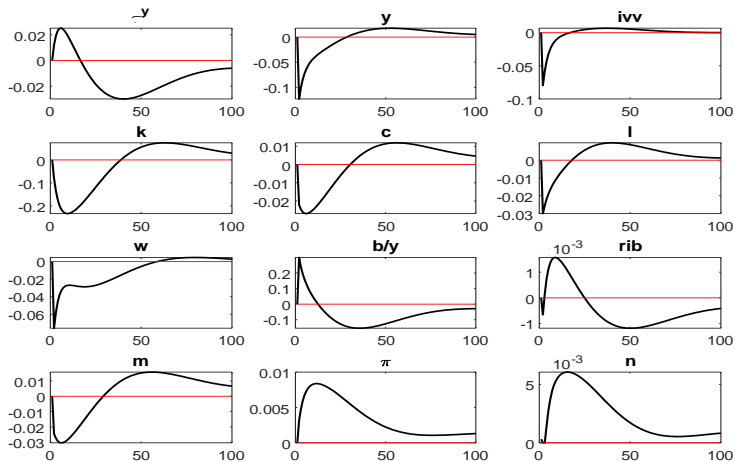 y y ivv
0.02 0 -0.02 0 50 100
0 -0.05 -0.1 0 50 100
0 -0.05 -0.1 0 50 100
k c l
0 -0.1 -0.2 0 50 100
0.01 0 -0.01 -0.02 0 50 100
0 -0.01 -0.02 -0.03 0 50 100
w b/y rib
0 -0.02 -0.04 -0.06 0 50 100
0.2 0.1 0 -0.1 0 50 100
10⁻³ 1 0 -1 0 50 100
m π n
0.01 0 -0.01 -0.02 -0.03 0 50 100
0.01 0.005 0 0 50 100
10⁻³ 5 0 0 50 100